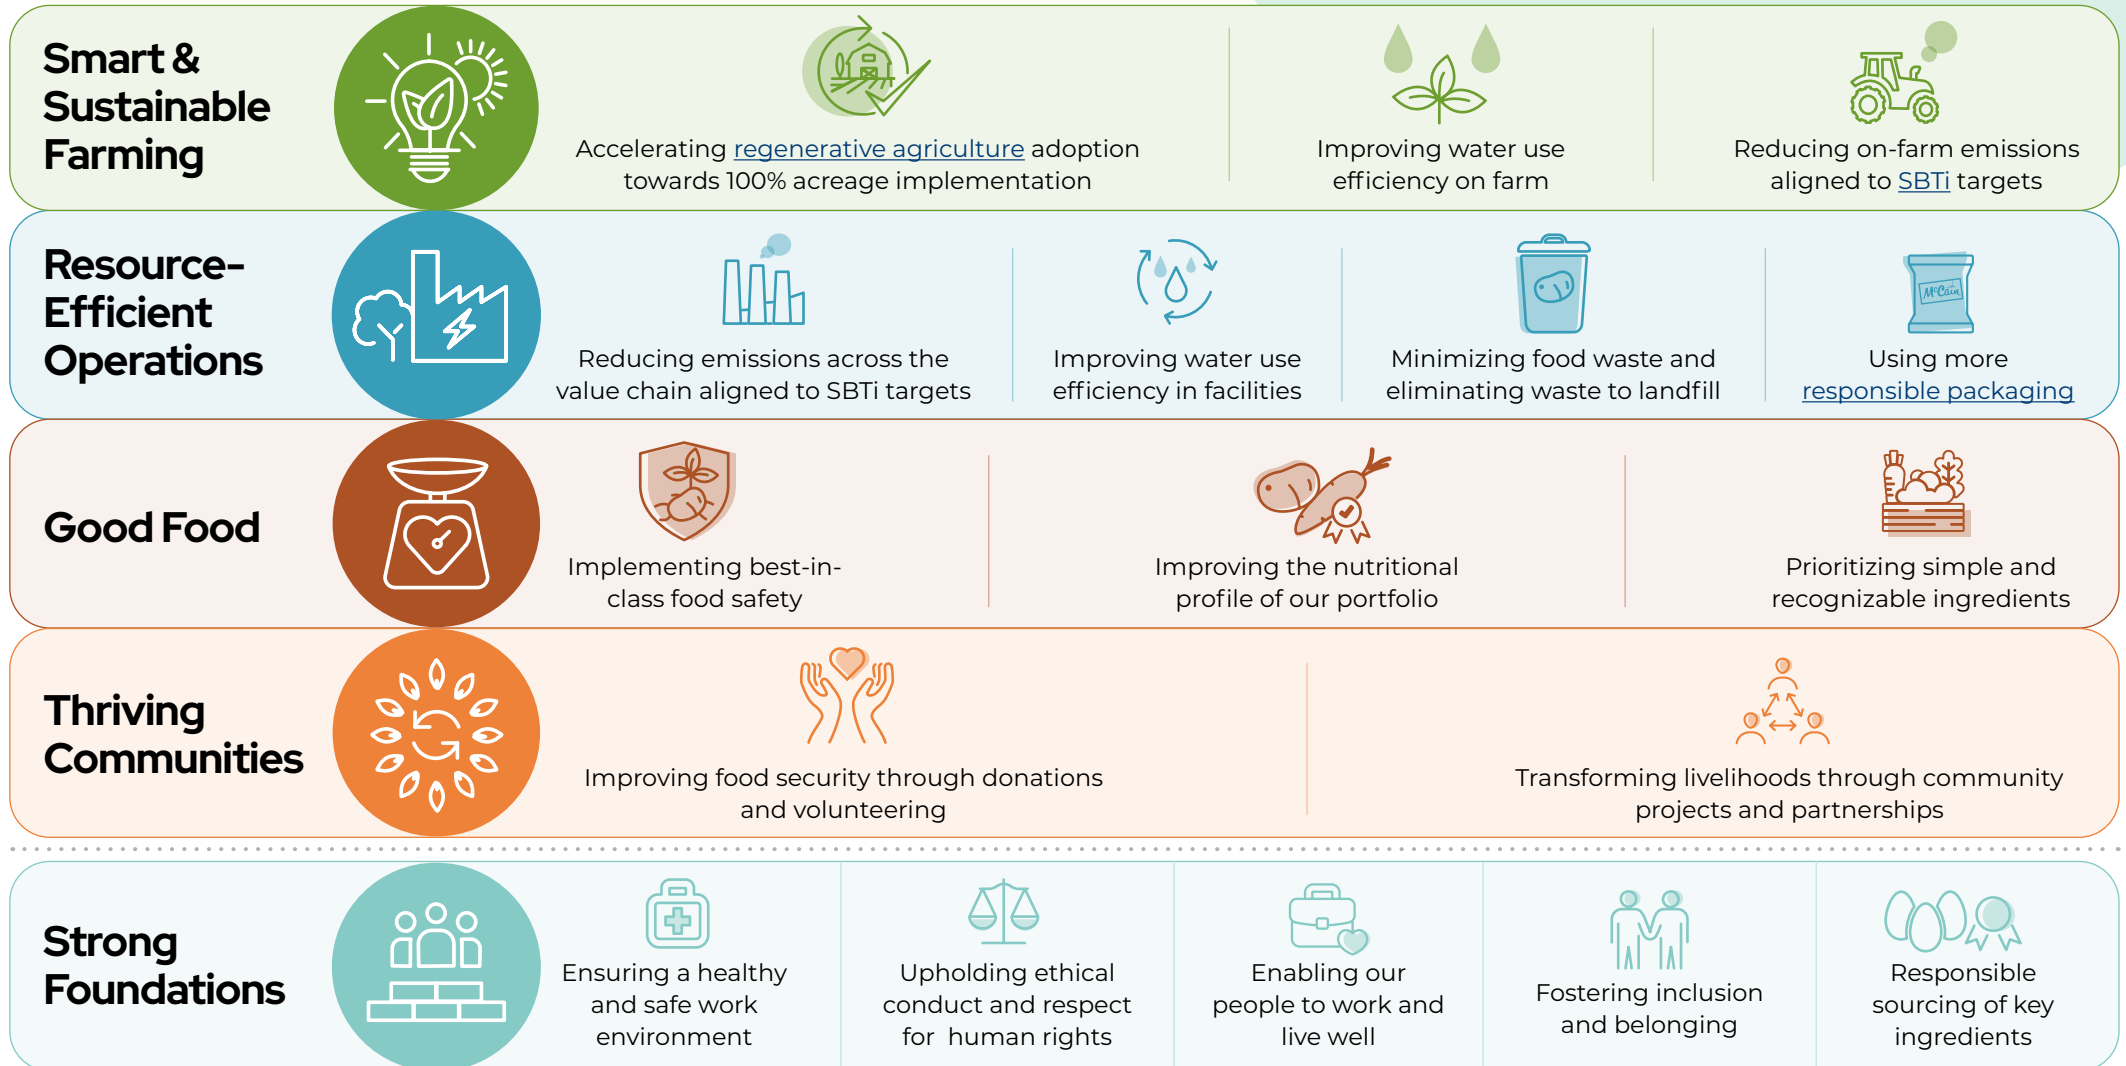 Smart &
Sustainable
Farming
Accelerating regenerative agriculture adoption
towards 100% acreage implementation
Improving water use
efficiency on farm
Reducing on-farm emissions
aligned to SBTi targets
Resource-
Efficient
Operations
Reducing emissions across the
value chain aligned to SBTi targets
Improving water use
efficiency in facilities
Minimizing food waste and
eliminating waste to landfill
McCain
Using more
responsible packaging
Good Food
Implementing best-in-
class food safety
Improving the nutritional
profile of our portfolio
Prioritizing simple and
recognizable ingredients
Thriving
Communities
Improving food security through donations
and volunteering
Transforming livelihoods through community
projects and partnerships
Strong
Foundations
Ensuring a healthy
and safe work
environment
Upholding ethical
conduct and respect
for human rights
Enabling our
people to work and
live well
Fostering inclusion
and belonging
Responsible
sourcing of key
ingredients